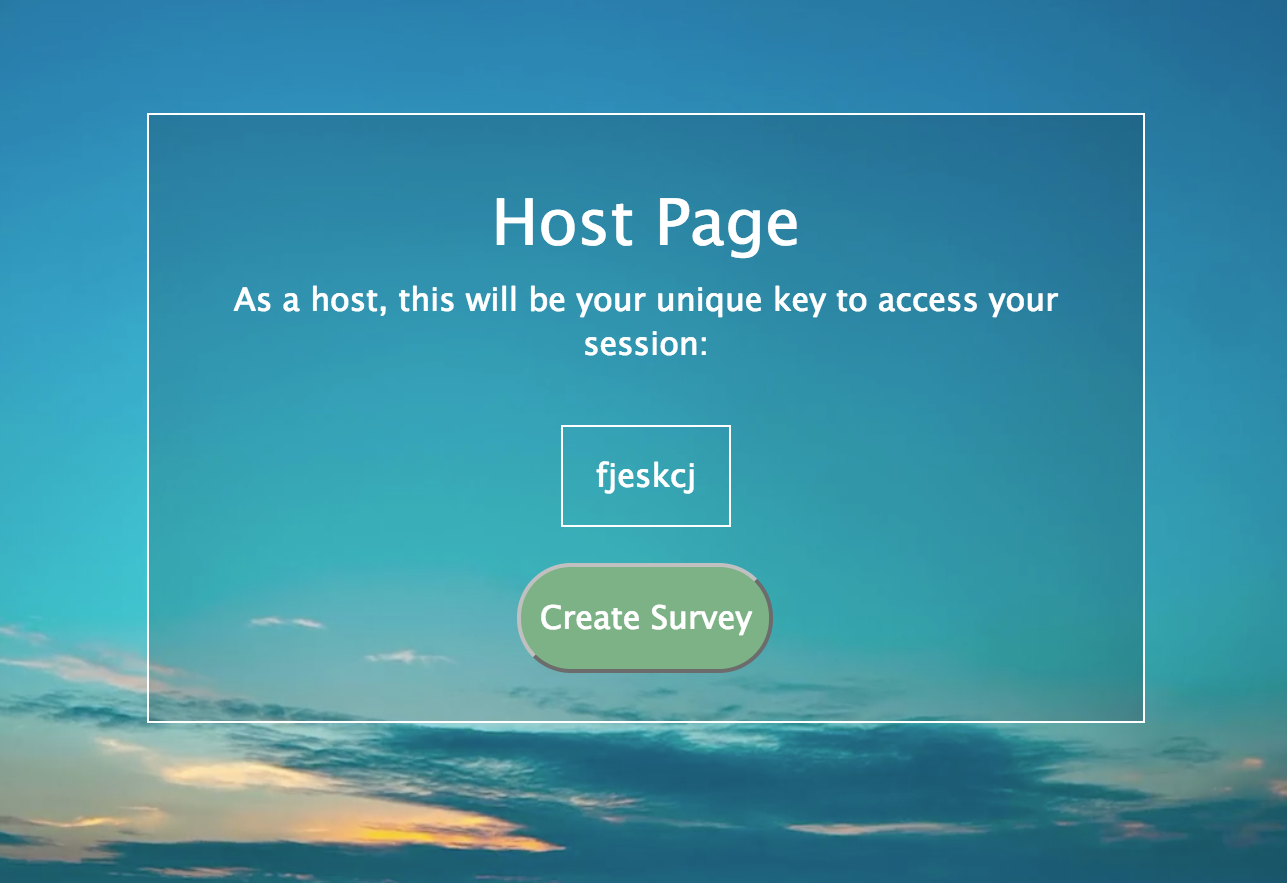 Host Page
As a host, this will be your unique key to access your
session:
fjeskcj
Create Survey